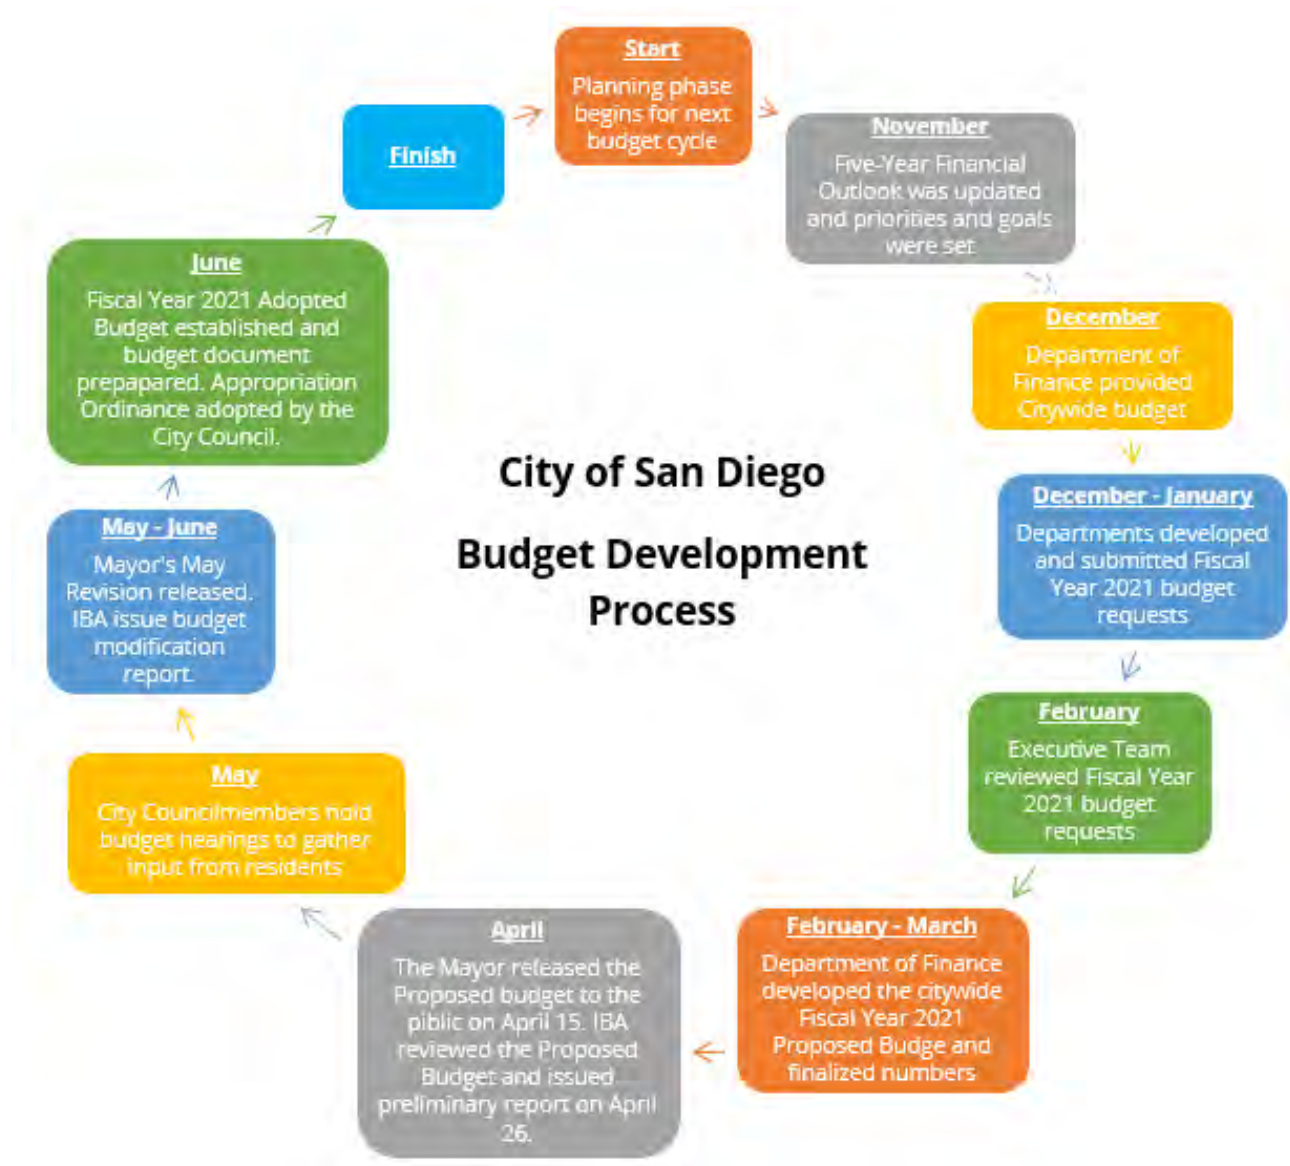 Start
Planning phase
begins for next
budget cycle
November
Five-Year Financial
Outlook was updated
and priorities and goals
were set
December
Department of
Finance provided
Citywide budget
December - January
Departments developed
and submitted Fiscal
Year 2021 budget
requests
February
Executive Team
reviewed Fiscal Year
2021 budget
requests
February - March
Department of Finance
developed the citywide
Fiscal Year 2021
Proposed Budge and
finalized numbers
April
The Mayor released the
Proposed budget to the
piblic on April 15. IBA
reviewed the Proposed
Budget and issued
preliminary report on April
26.
May
City Councilmembers hold
budget hearings to gather
input from residents
May - June
Mayor's May
Revision released.
IBA issue budget
modification
report.
June
Fiscal Year 2021 Adopted
Budget established and
budget document
prepapared. Appropriation
Ordinance adopted by the
City Council.
Finish
City of San Diego
Budget Development
Process